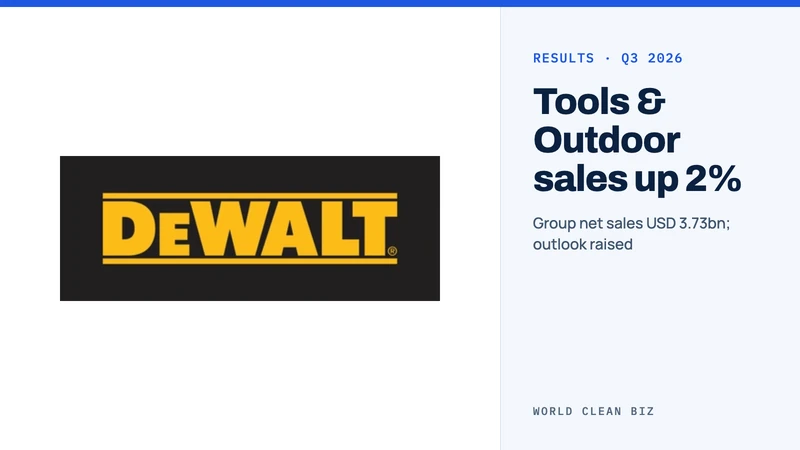 DEWALT®
RESULTS · Q3 2026
Tools &
Outdoor
sales up 2%
Group net sales USD 3.73bn;
outlook raised
WORLD CLEAN BIZ